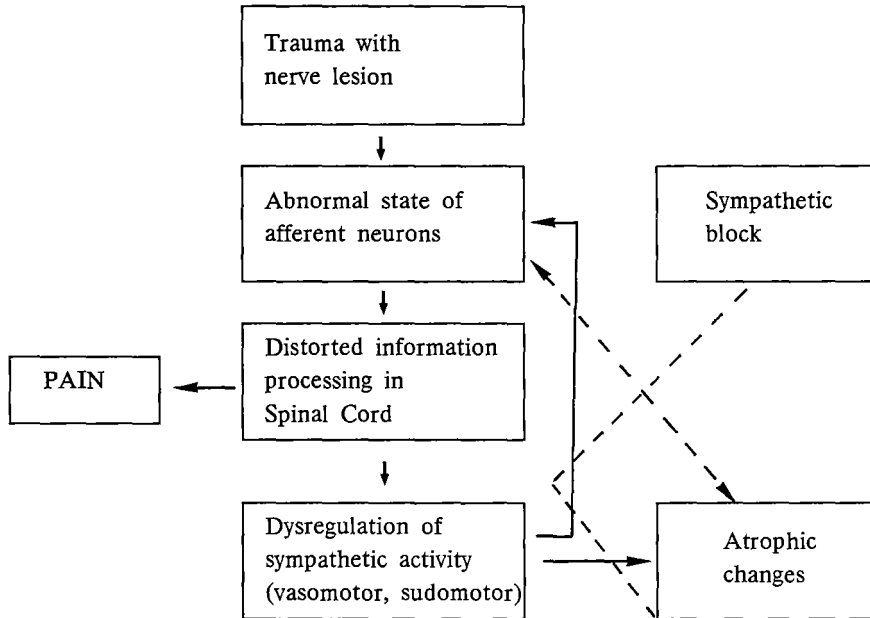 Trauma with
nerve lesion
Abnormal state of
afferent neurons
Sympathetic
block
Distorted information
processing in
Spinal Cord
PAIN
Dysregulation of
sympathetic activity
(vasomotor, sudomotor)
Atrophic
changes